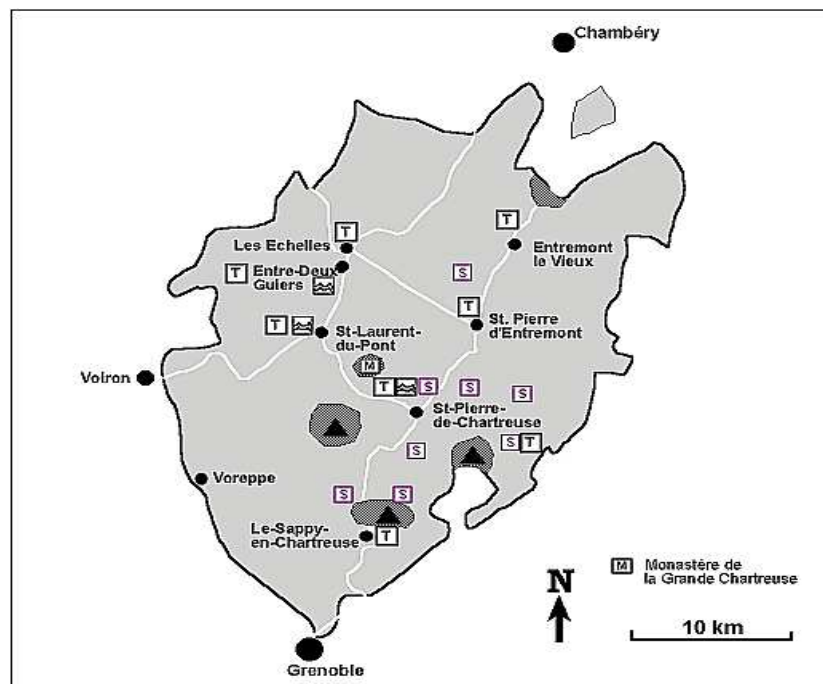 Chambéry
T
T
Les Echelles
Entremont
le Vieux
T
Entre-Deux
Guiers
S
T
T
St-Laurent-
du-Pont
St. Pierre
d'Entremont
M
Voiron
T
S
S
S
St-Pierre-
de-Chartreuse
S
S
T
Voreppe
S
S
Le-Sappy-
en-Chartreuse
T
M
Monastère de
la Grande Chartreuse
N
10 km
Grenoble